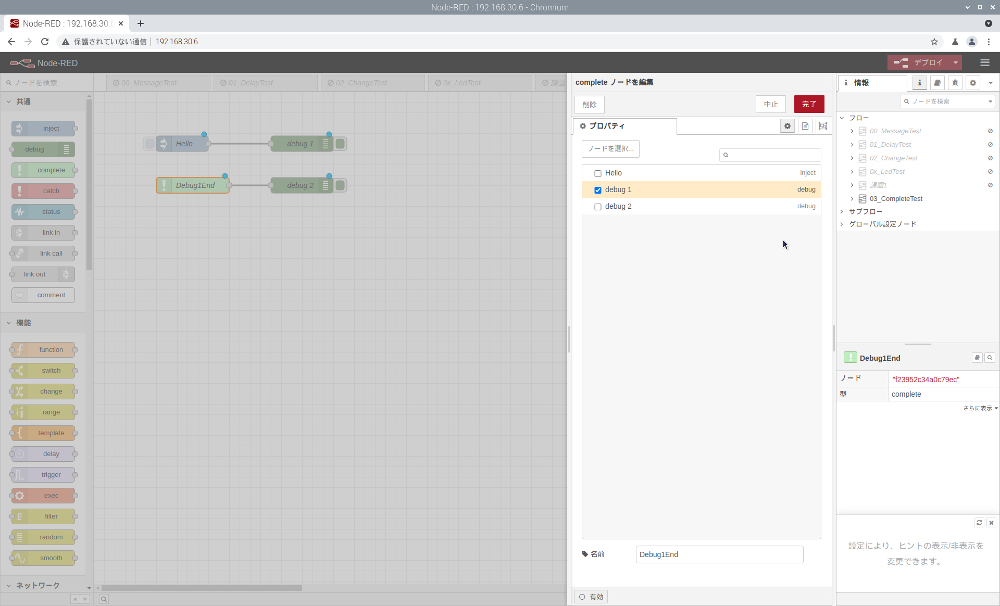 Node-RED : 192.168.30.6 - Chromium
Node-RED : 192.168.30.6
保護されていない通信 192.168.30.6
Node-RED
デプロイ
ノードを検索
00_MessageTest
01_DelayTest
02_ChangeTest
0x_LedTest
課題
共通
inject
debug
complete
catch
status
link in
link call
link out
comment
機能
function
switch
change
range
template
delay
trigger
exec
filter
random
smooth
ネットワーク
Hello
debug 1
Debug1End
debug 2
complete ノードを編集
削除
中止
完了
プロパティ
ノードを選択...
Hello inject
debug 1 debug
debug 2 debug
名前 Debug1End
有効
情報
ノードを検索
フロー
00_MessageTest
01_DelayTest
02_ChangeTest
0x_LedTest
課題1
03_CompleteTest
サブフロー
グローバル設定ノード
Debug1End
ノード "f23952c34a0c79ec"
型 complete
さらに表示
設定により、ヒントの表示/非表示を
変更できます。